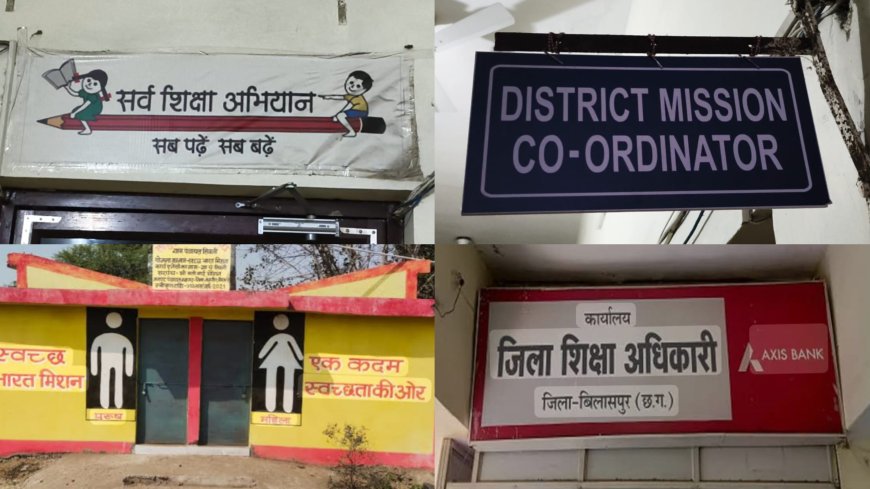 सर्व शिक्षा अभियान
सब पढ़ें सब बढ़ें
DISTRICT MISSION
CO-ORDINATOR
स्वच्छ
भारत मिशन
पुरुष
महिला
एक कदम
स्वच्छता की ओर
कार्यालय
जिला शिक्षा अधिकारी
जिला-बिलासपुर (छ.ग.)
AXIS BANK